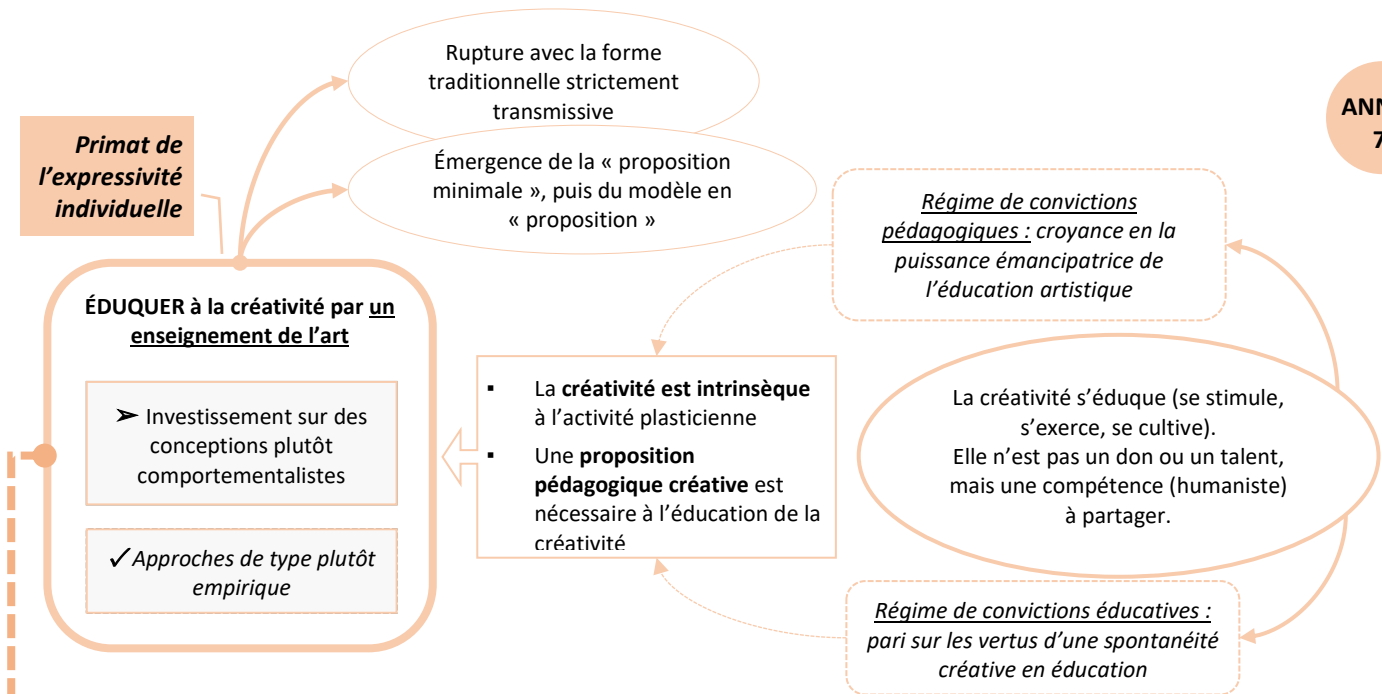 Rupture avec la forme
traditionnelle strictement
transmissive
Émergence de la « proposition
minimale », puis du modèle en
« proposition »
Primat de
l’expressivité
individuelle
ÉDUQUER à la créativité par un
enseignement de l’art
➢ Investissement sur des
conceptions plutôt
comportementalistes
✓ Approches de type plutôt
empirique
▪ La créativité est intrinsèque
à l’activité plasticienne
▪ Une proposition
pédagogique créative est
nécessaire à l’éducation de la
créativité
Régime de convictions
pédagogiques : croyance en la
puissance émancipatrice de
l’éducation artistique
La créativité s’éduque (se stimule,
s’exerce, se cultive).
Elle n’est pas un don ou un talent,
mais une compétence (humaniste)
à partager.
Régime de convictions éducatives :
pari sur les vertus d’une spontanéité
créative en éducation
ANN
7